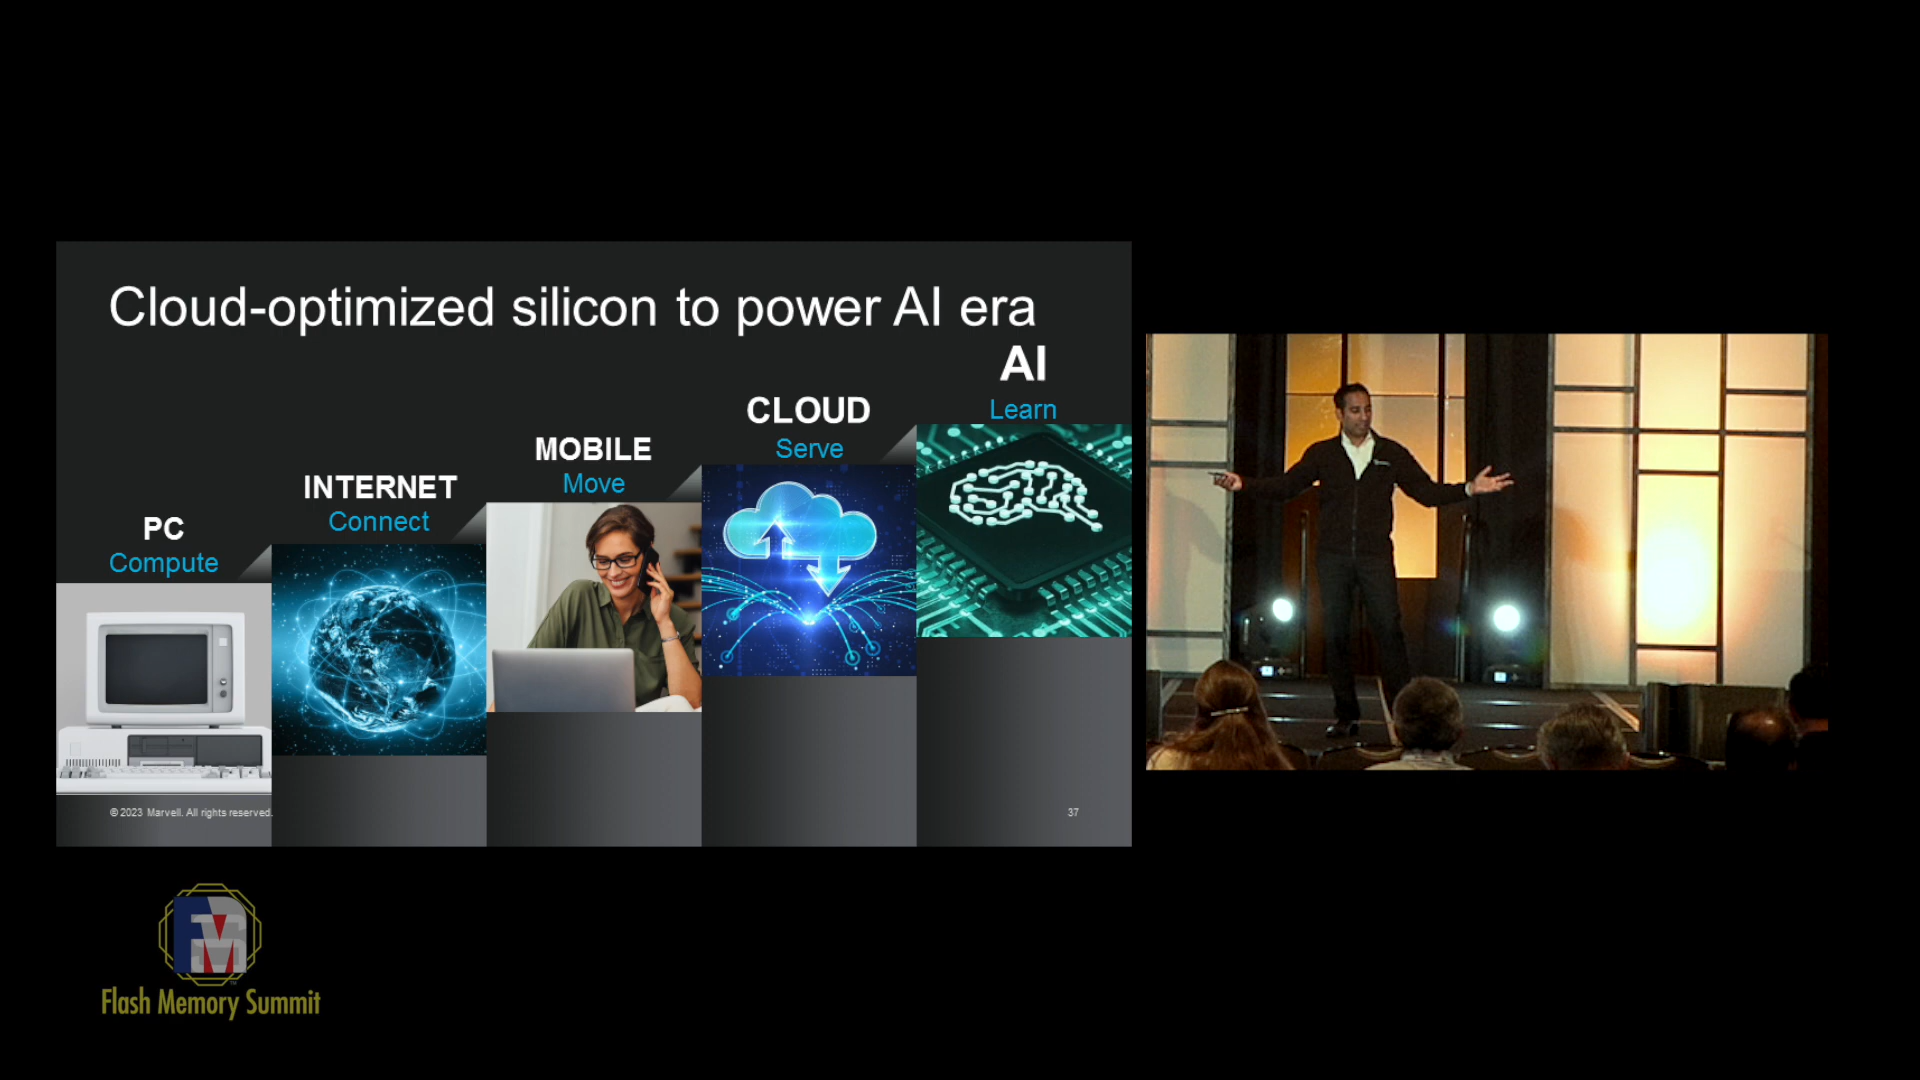 Cloud-optimized silicon to power AI era
AI
Learn
CLOUD
Serve
MOBILE
Move
INTERNET
Connect
PC
Compute
© 2023 Marvell. All rights reserved.
37
FMS
Flash Memory Summit